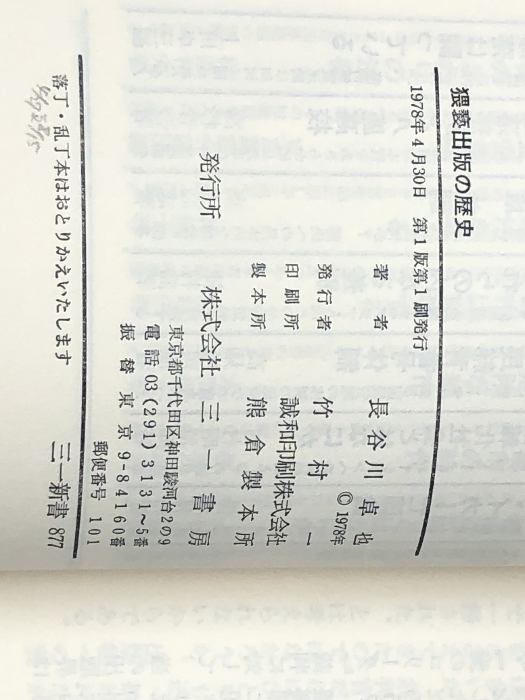 猥褻出版の歴史
1978年4月30日 第1版第1刷発行
著者 長谷川卓也
©1978年
発行者 竹村一
印刷所 誠和印刷株式会社
製本所 熊倉製本所
発行所 株式会社 三一書房
東京都千代田区神田駿河台2の9
電話 03(291)3131〜5番
振替東京 9-84160番
郵便番号 101
落丁・乱丁本はおとりかえいたします 三一新書 877